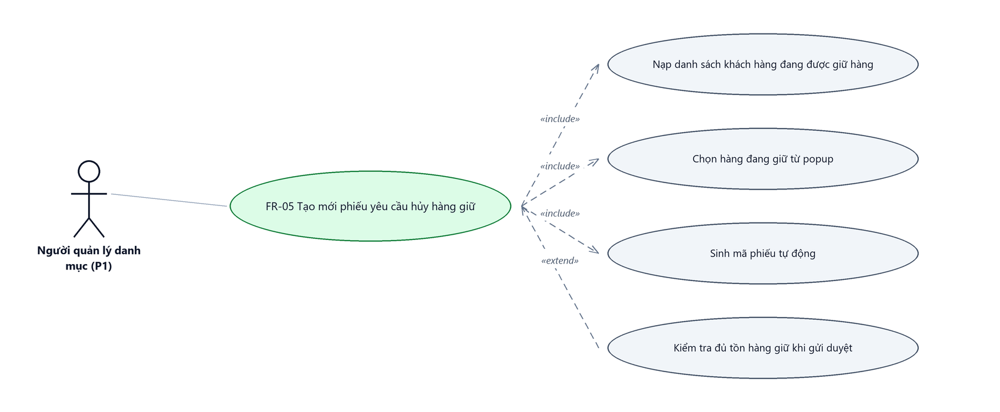 Nạp danh sách khách hàng đang được giữ hàng
«include»
Chọn hàng đang giữ từ popup
«include»
FR-05 Tạo mới phiếu yêu cầu hủy hàng giữ
«include»
Người quản lý danh
mục (P1)
Sinh mã phiếu tự động
«extend»
Kiểm tra đủ tồn hàng giữ khi gửi duyệt